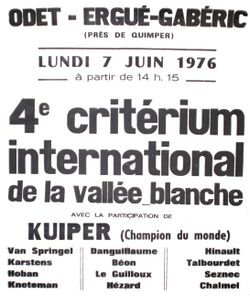 ODET - ERGUÉ-GABÉRIC
(PRÈS DE QUIMPER)
LUNDI 7 JUIN 1976
à partir de 14 h. 15
4e critérium
international
de la vallée_blanche
AVEC LA PARTICIPATION DE
KUIPER (Champion du monde)
Van Springel Danguillaume Hinault
Karstens Béon Talbourdet
Hoban Le Guilloux Seznec
Kneteman Hézard Chalmel